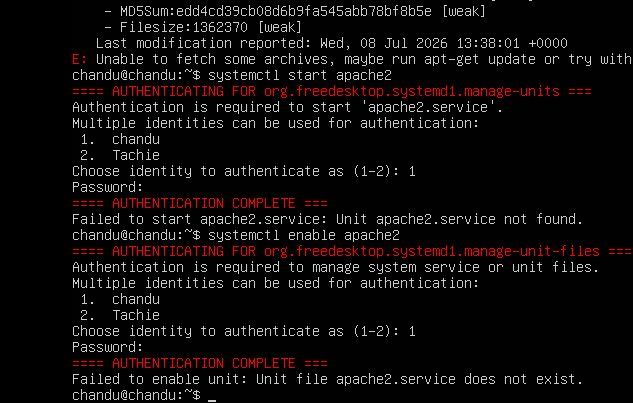 - MD5Sum:edd4cd39cb08d6b9fa545abb78bf8b5e [weak]
- Filesize:1362370 [weak]
Last modification reported: Wed, 08 Jul 2026 13:38:01 +0000
E: Unable to fetch some archives, maybe run apt-get update or try with
chandu@chandu:~$ systemctl start apache2
==== AUTHENTICATING FOR org.freedesktop.systemd1.manage-units ===
Authentication is required to start 'apache2.service'.
Multiple identities can be used for authentication:
1. chandu
2. Tachie
Choose identity to authenticate as (1-2): 1
Password:
==== AUTHENTICATION COMPLETE ===
Failed to start apache2.service: Unit apache2.service not found.
chandu@chandu:~$ systemctl enable apache2
==== AUTHENTICATING FOR org.freedesktop.systemd1.manage-unit-files ===
Authentication is required to manage system service or unit files.
Multiple identities can be used for authentication:
1. chandu
2. Tachie
Choose identity to authenticate as (1-2): 1
Password:
==== AUTHENTICATION COMPLETE ===
Failed to enable unit: Unit file apache2.service does not exist.
chandu@chandu:~$ _